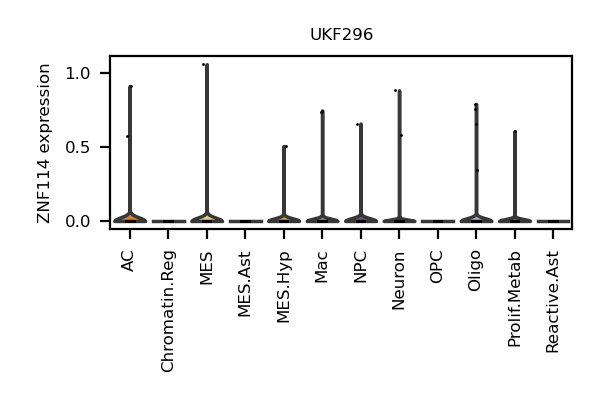 UKF296
ZNF114 expression
1.0
0.5
0.0
AC
Chromatin.Reg
MES
MES.Ast
MES.Hyp
Mac
NPC
Neuron
OPC
Oligo
Prolif.Metab
Reactive.Ast